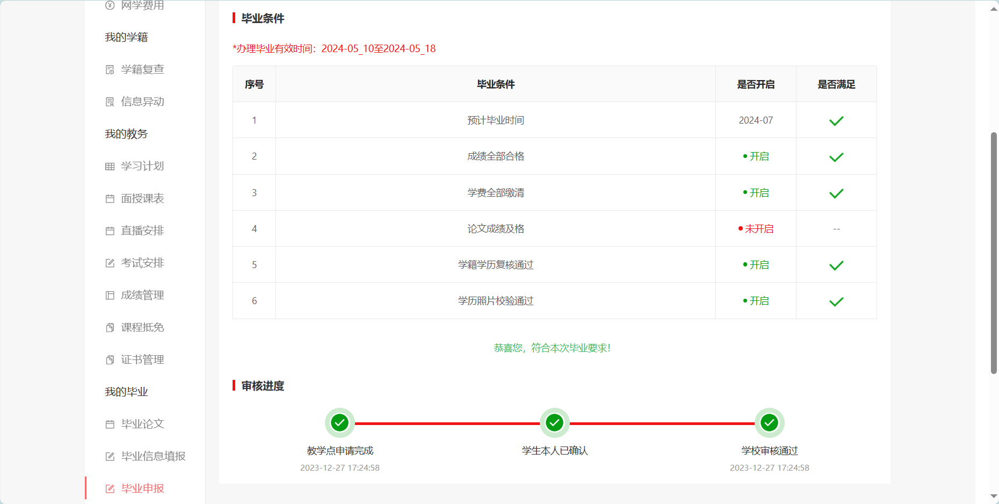 网学费用
我的学籍
学籍复查
信息异动
我的教务
学习计划
面授课表
直播安排
考试安排
成绩管理
课程抵免
证书管理
我的毕业
毕业论文
毕业信息填报
毕业申报
毕业条件
*办理毕业有效时间：2024-05_10至2024-05_18
序号 毕业条件 是否开启 是否满足
1 预计毕业时间 2024-07
2 成绩全部合格 开启
3 学费全部缴清 开启
4 论文成绩及格 未开启 --
5 学籍学历复核通过 开启
6 学历照片校验通过 开启
恭喜您，符合本次毕业要求！
审核进度
教学点申请完成 学生本人已确认 学校审核通过
2023-12-27 17:24:58 2023-12-27 17:24:58